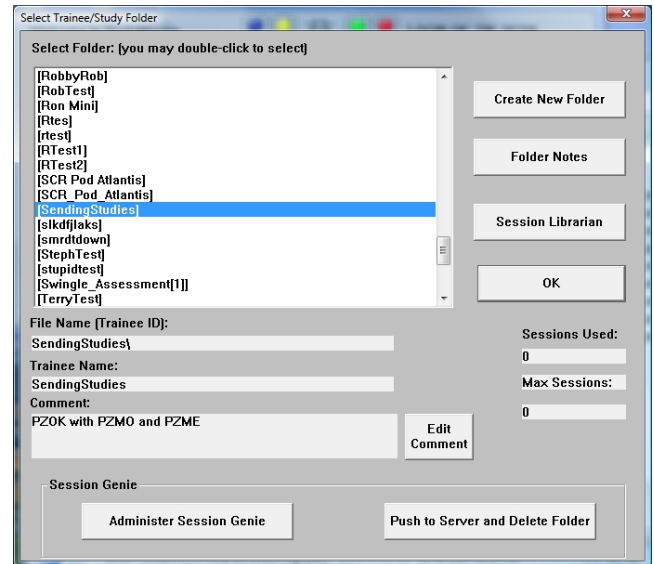 Select Trainee/Study Folder
Select Folder: (you may double-click to select)
[RobbyRob]
[RobTest]
[Ron Mini]
[Rtes]
[rtest]
[RTest1]
[RTest2]
[SCR Pod Atlantis]
[SCR_Pod_Atlantis]
[SendingStudies]
[slkdfjlaks]
[smrdtdown]
[StephTest]
[stupidtest]
[Swingle_Assessment[1]]
[TerryTest]
Create New Folder
Folder Notes
Session Librarian
OK
File Name (Trainee ID):
SendingStudies\
Trainee Name:
SendingStudies
Comment:
PZOK with PZMO and PZME
Edit
Comment
Sessions Used:
0
Max Sessions:
0
Session Genie
Administer Session Genie
Push to Server and Delete Folder